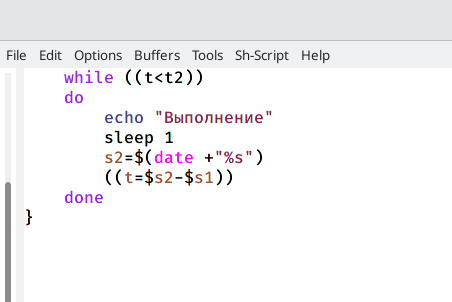 File Edit Options Buffers Tools Sh-Script Help
while ((t<t2))
do
echo "Выполнение"
sleep 1
s2=$(date +"%s")
((t=$s2-$s1))
done
}